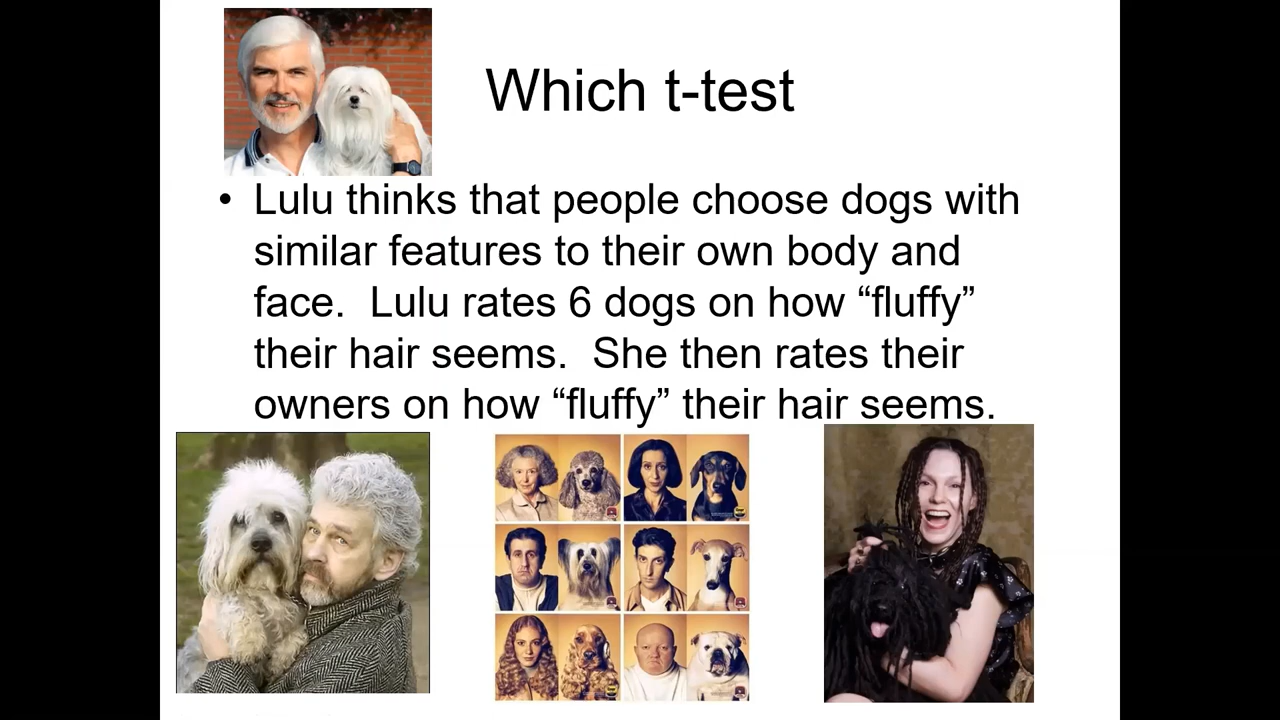 Which t-test
• Lulu thinks that people choose dogs with
similar features to their own body and
face.  Lulu rates 6 dogs on how “fluffy”
their hair seems.  She then rates their
owners on how “fluffy” their hair seems.